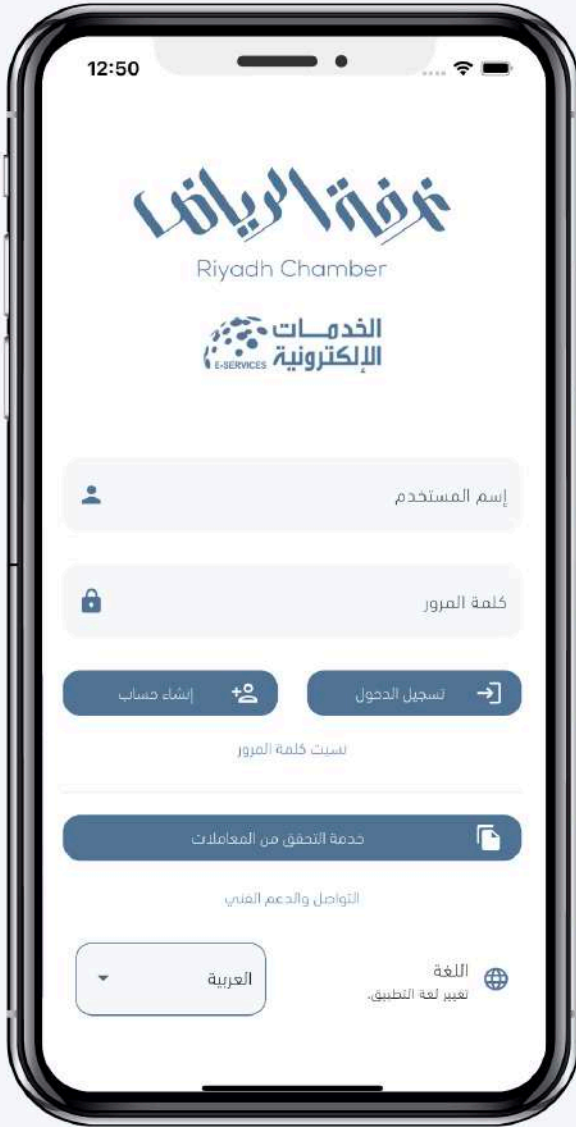 12:50
غرفة الرياض
Riyadh Chamber
الخدمـــات
الإلكترونية E-SERVICES
إسم المستخدم
كلمة المرور
تسجيل الدخول
إنشاء حساب
نسيت كلمة المرور
خدمة التحقق من المعاملات
التواصل والدعم الفني
اللغة
تغيير لغة التطبيق.
العربية